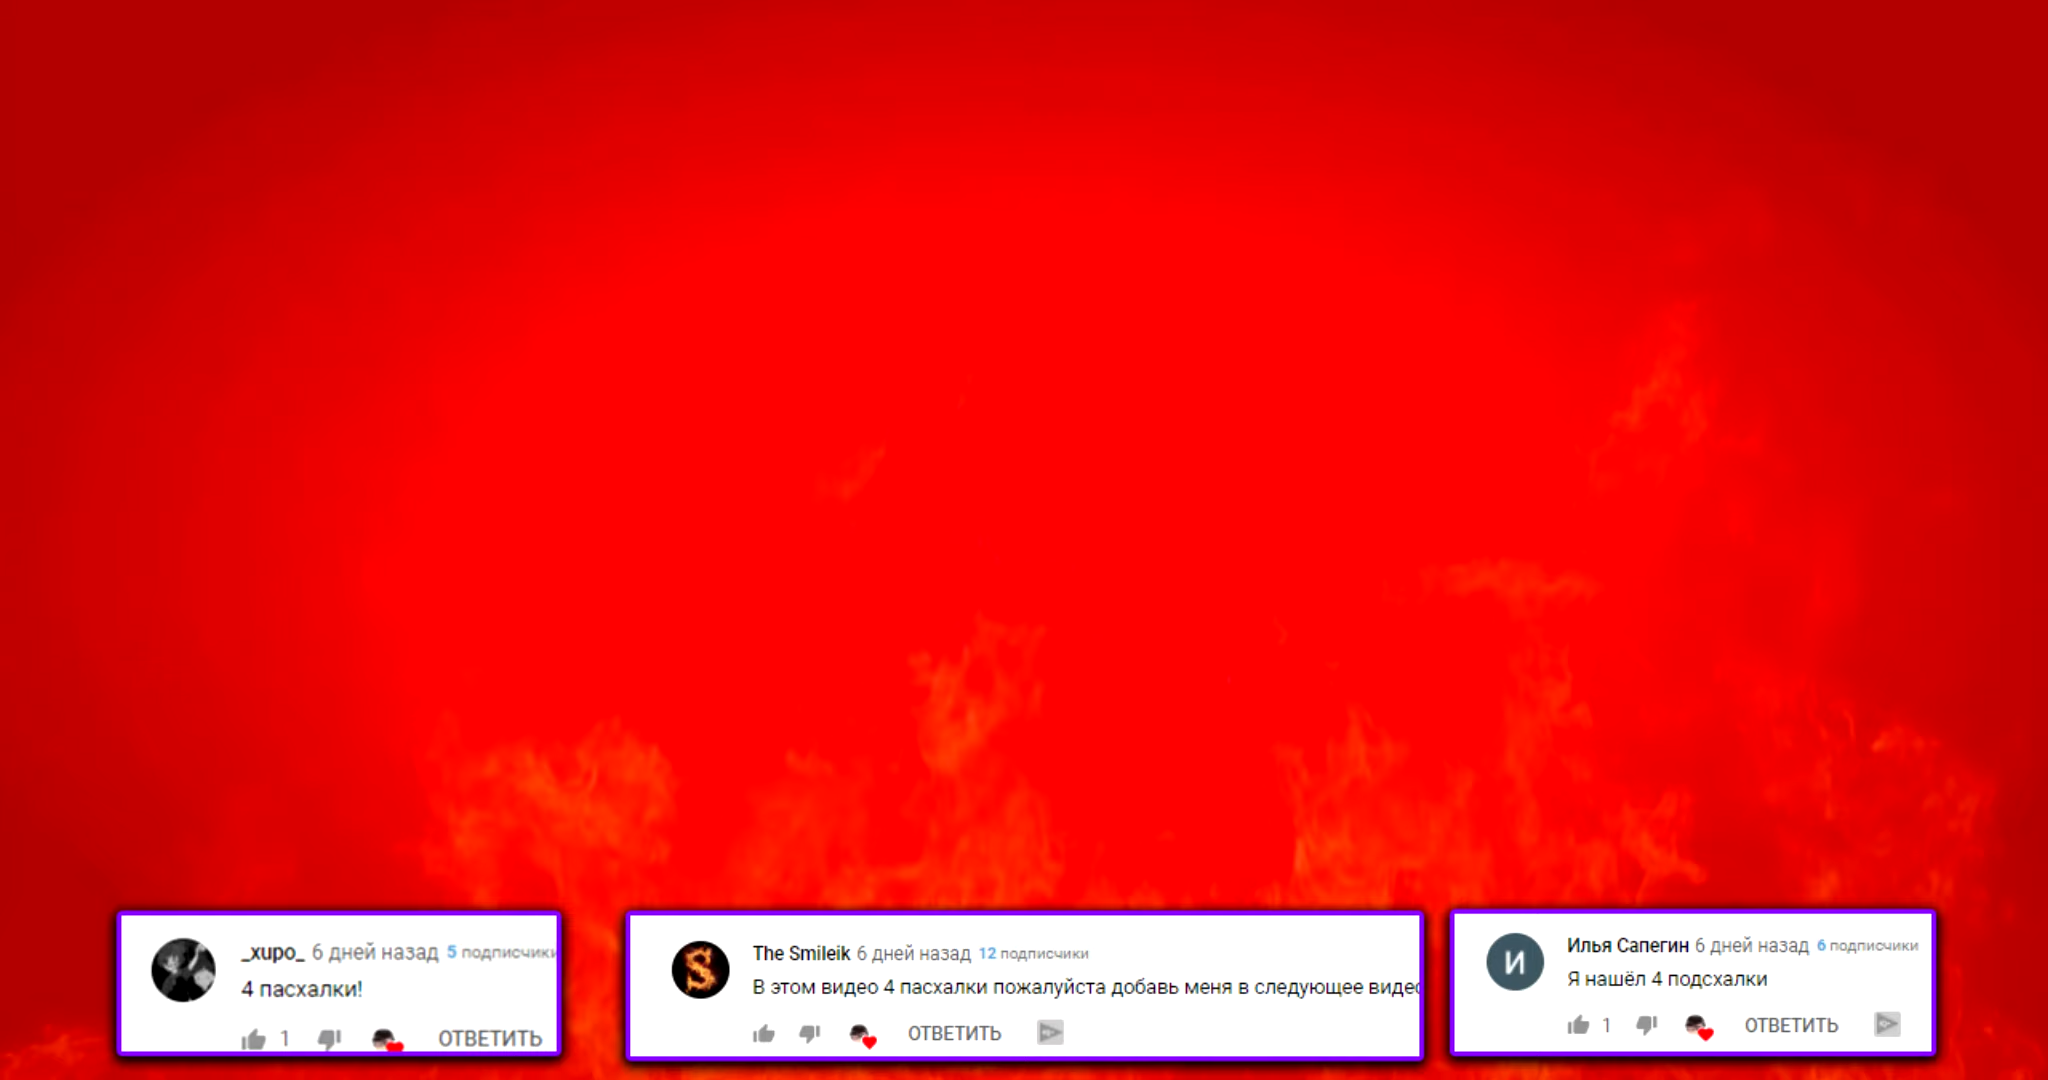 _xupo_ 6 дней назад 5 подписчики
4 пасхалки!
1 ОТВЕТИТЬ
The Smileik 6 дней назад 12 подписчики
В этом видео 4 пасхалки пожалуйста добавь меня в следующее видео
ОТВЕТИТЬ
И
Илья Сапегин 6 дней назад 6 подписчики
Я нашёл 4 подсхалки
1 ОТВЕТИТЬ